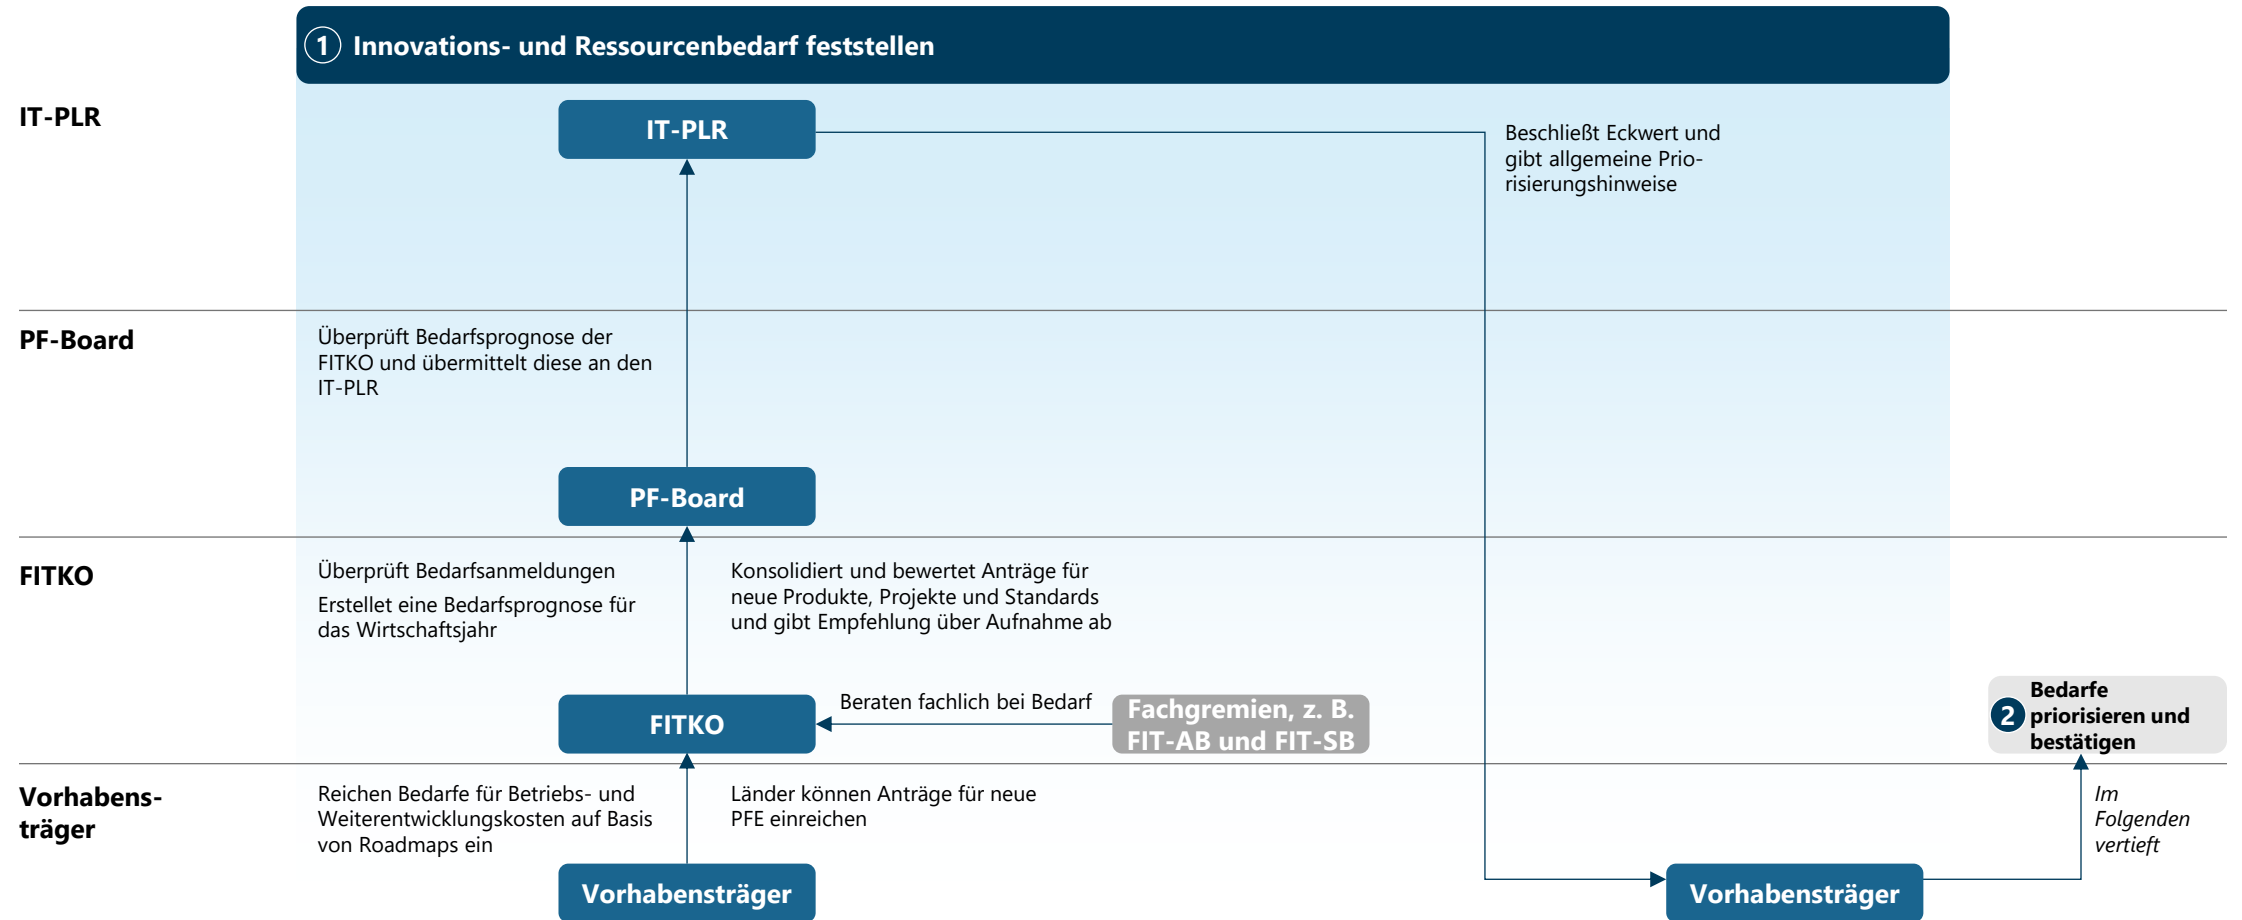 1 Innovations- und Ressourcenbedarf feststellen
IT-PLR
IT-PLR
Beschließt Eckwert und
gibt allgemeine Prio-
risierungshinweise
PF-Board
Überprüft Bedarfsprognose der
FITKO und übermittelt diese an den
IT-PLR
PF-Board
FITKO
Überprüft Bedarfsanmeldungen
Erstellet eine Bedarfsprognose für
das Wirtschaftsjahr
Konsolidiert und bewertet Anträge für
neue Produkte, Projekte und Standards
und gibt Empfehlung über Aufnahme ab
FITKO
Beraten fachlich bei Bedarf
Fachgremien, z. B.
FIT-AB und FIT-SB
2
Bedarfe
priorisieren und
bestätigen
Vorhabens-
träger
Reichen Bedarfe für Betriebs- und
Weiterentwicklungskosten auf Basis
von Roadmaps ein
Länder können Anträge für neue
PFE einreichen
Im
Folgenden
vertieft
Vorhabensträger
Vorhabensträger